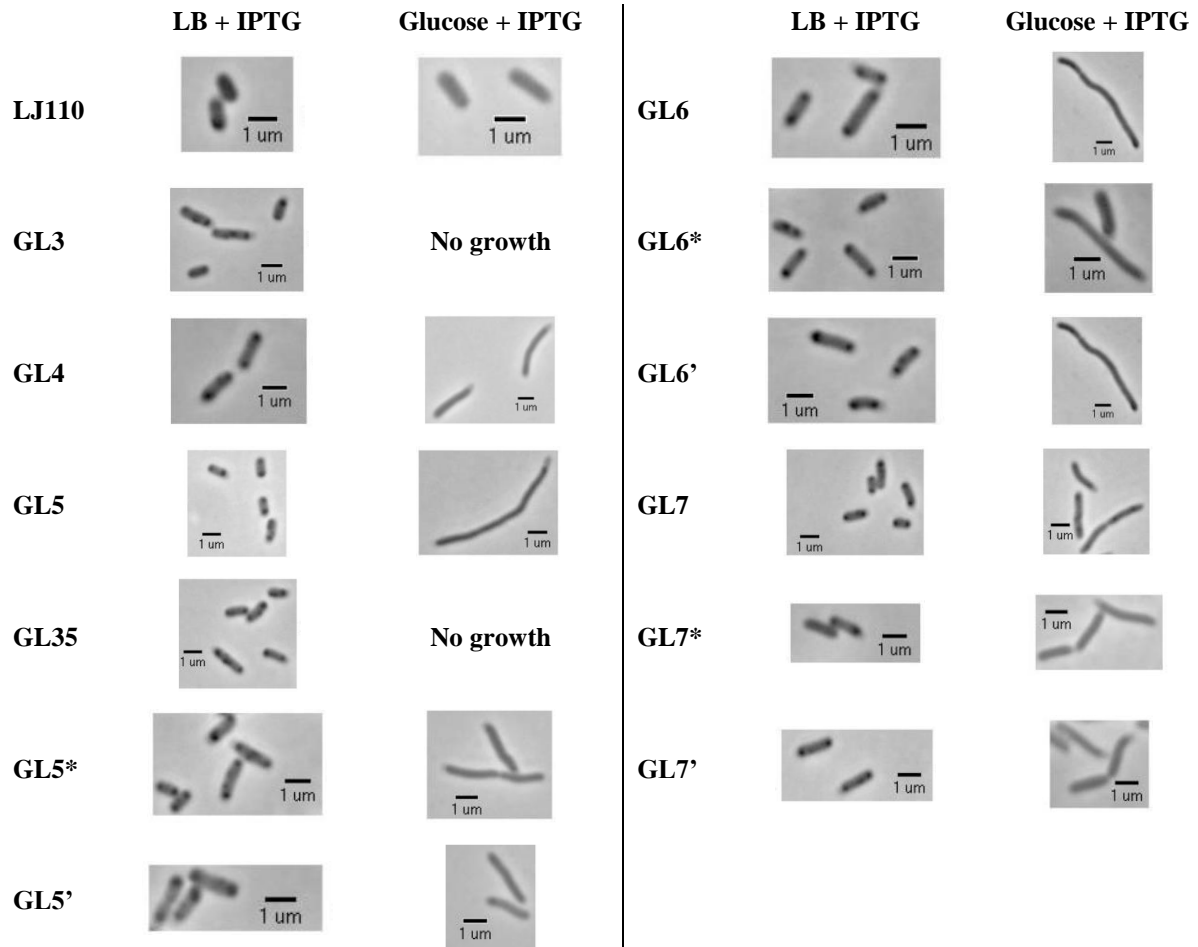 LB + IPTG Glucose + IPTG
LJ110
1 um
1 um
GL3
1 um
No growth
GL4
1 um
1 um
GL5
1 um
1 um
GL35
1 um
No growth
GL5*
1 um
1 um
GL5’
1 um
1 um
LB + IPTG Glucose + IPTG
GL6
1 um
1 um
GL6*
1 um
1 um
GL6’
1 um
1 um
GL7
1 um
1 um
GL7*
1 um
1 um
GL7’
1 um
1 um